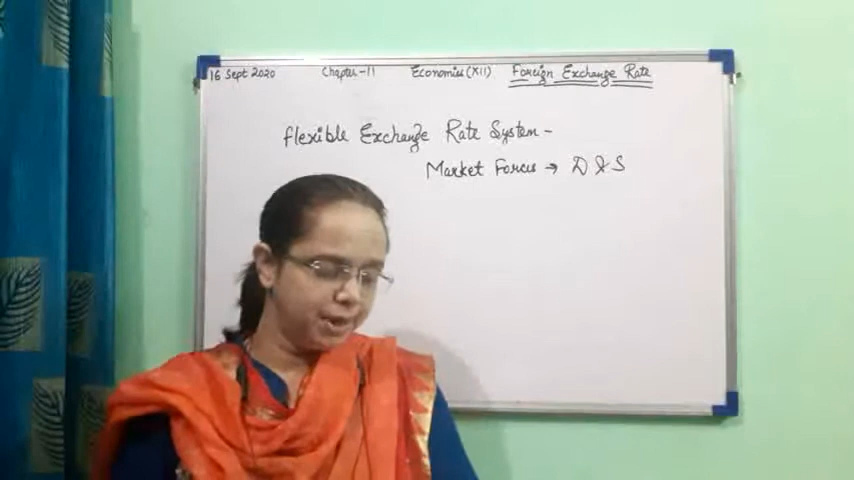 16 Sept 2020 Chapter-11 Economics(XII) Foreign Exchange Rate
flexible Exchange Rate System -
Market Forces → D & S